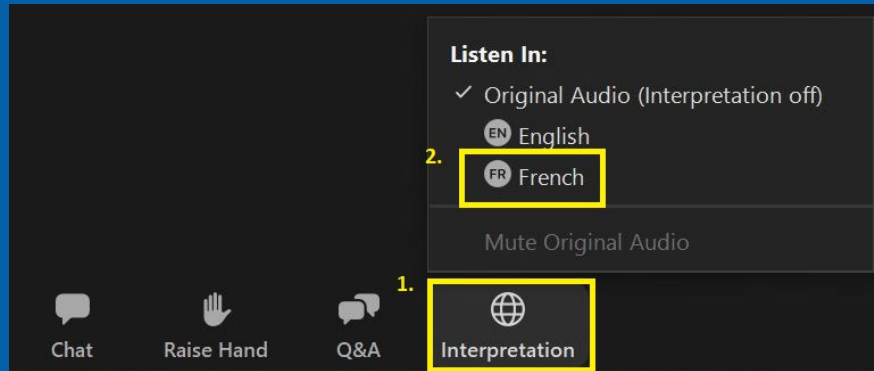 Listen In:
Original Audio (Interpretation off)
EN English
2.
FR French
Mute Original Audio
1.
Chat Raise Hand Q&A Interpretation